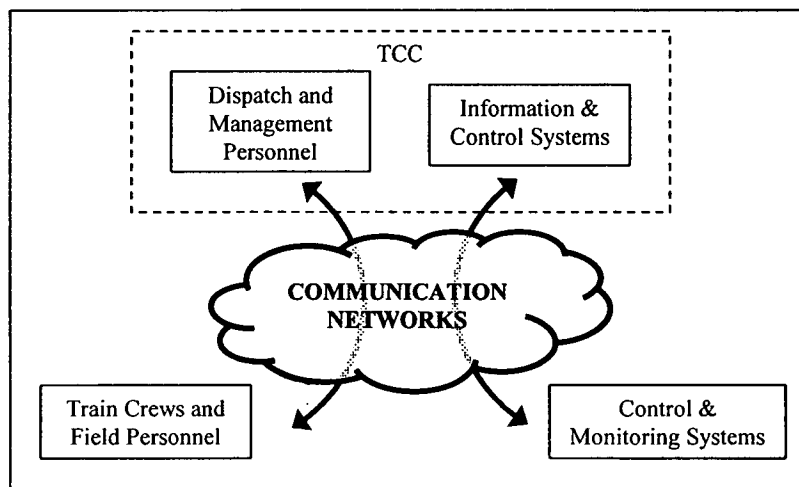 TCC
Dispatch and
Management
Personnel
Information &
Control Systems
COMMUNICATION
NETWORKS
Train Crews and
Field Personnel
Control &
Monitoring Systems